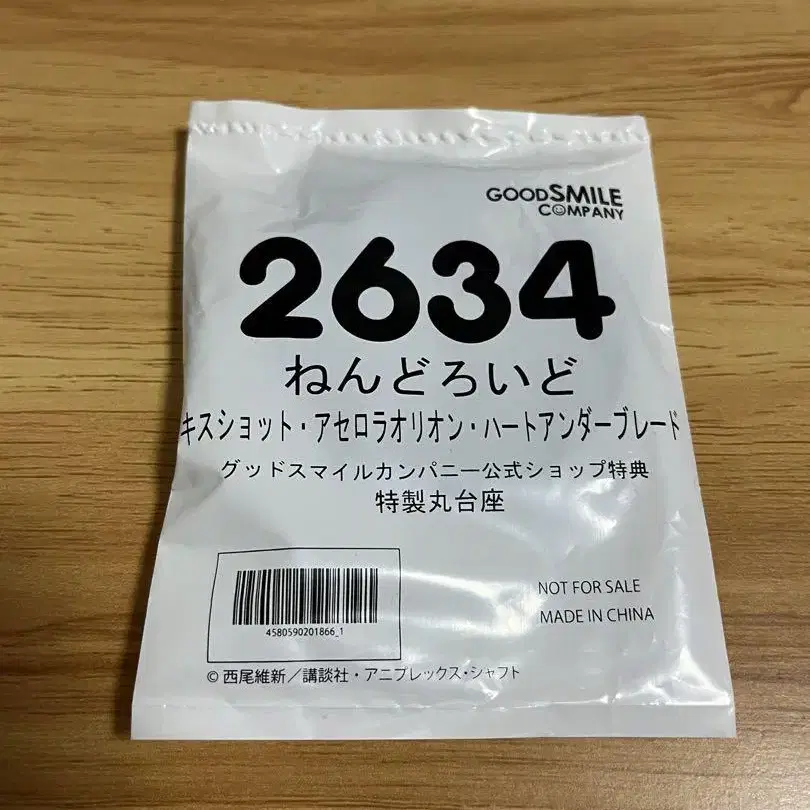 GOODSMILE
COMPANY
2634
ねんどろいど
キスショット・アセロラオリオン・ハートアンダーブレード
グッドスマイルカンパニー公式ショップ特典
特製丸台座
NOT FOR SALE
MADE IN CHINA
4580590201866_1
© 西尾維新／講談社・アニプレックス・シャフト